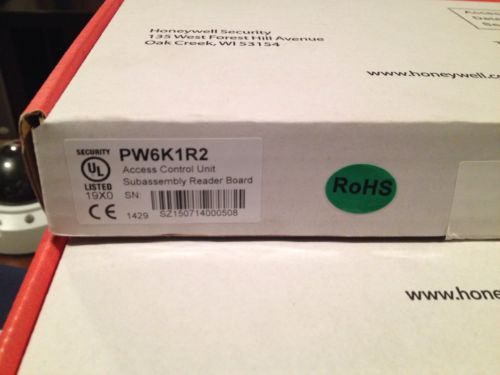 Honeywell Security
135 West Forest Hill Avenue
Oak Creek, WI 53154
www.honeywell.co
SECURITY
UL
LISTED
19X0
PW6K1R2
Access Control Unit
Subassembly Reader Board
SN:
1429 SZ150714000508
CE
RoHS
www.hone